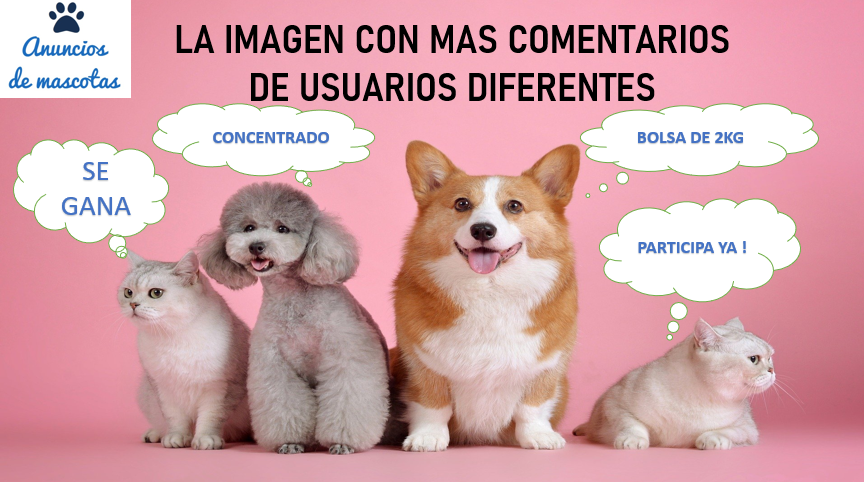 Anuncios
de mascotas
LA IMAGEN CON MAS COMENTARIOS
DE USUARIOS DIFERENTES
SE
GANA
CONCENTRADO
BOLSA DE 2KG
PARTICIPA YA !